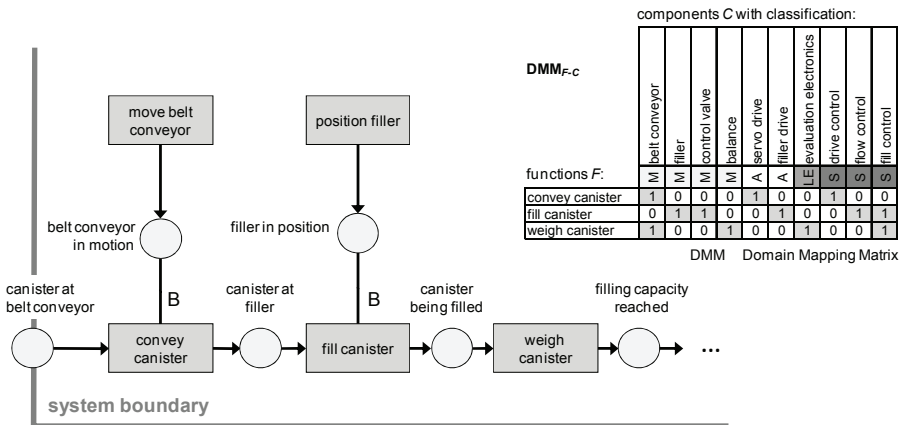 components C with classification:
DMMF-C
belt conveyor
filler
control valve
balance
servo drive
filler drive
evaluation electronics
drive control
flow control
fill control
functions F:
M M M M A A LE S S S
convey canister 1 0 0 0 1 0 0 1 0 0
fill canister 0 1 1 0 0 1 0 0 1 1
weigh canister 1 0 0 1 0 0 1 0 0 1
DMM Domain Mapping Matrix
move belt
conveyor
position filler
belt conveyor
in motion
filler in position
canister at
belt conveyor
B
canister at
filler
B
canister
being filled
filling capacity
reached
convey
canister
fill canister
weigh
canister
...
system boundary